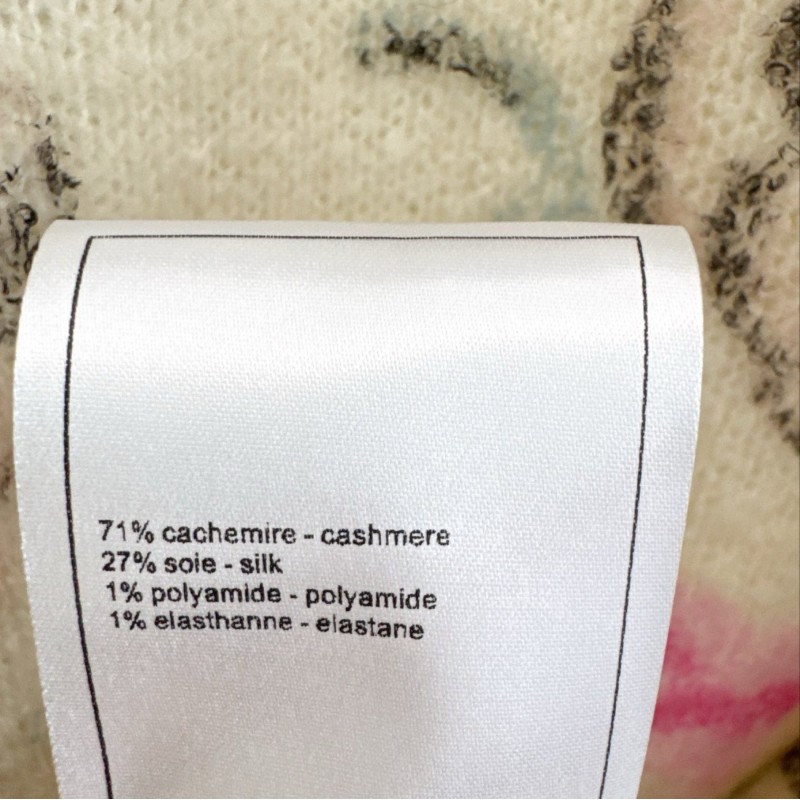 71% cachemire - cashmere
27% soie - silk
1% polyamide - polyamide
1% elasthanne - elastane